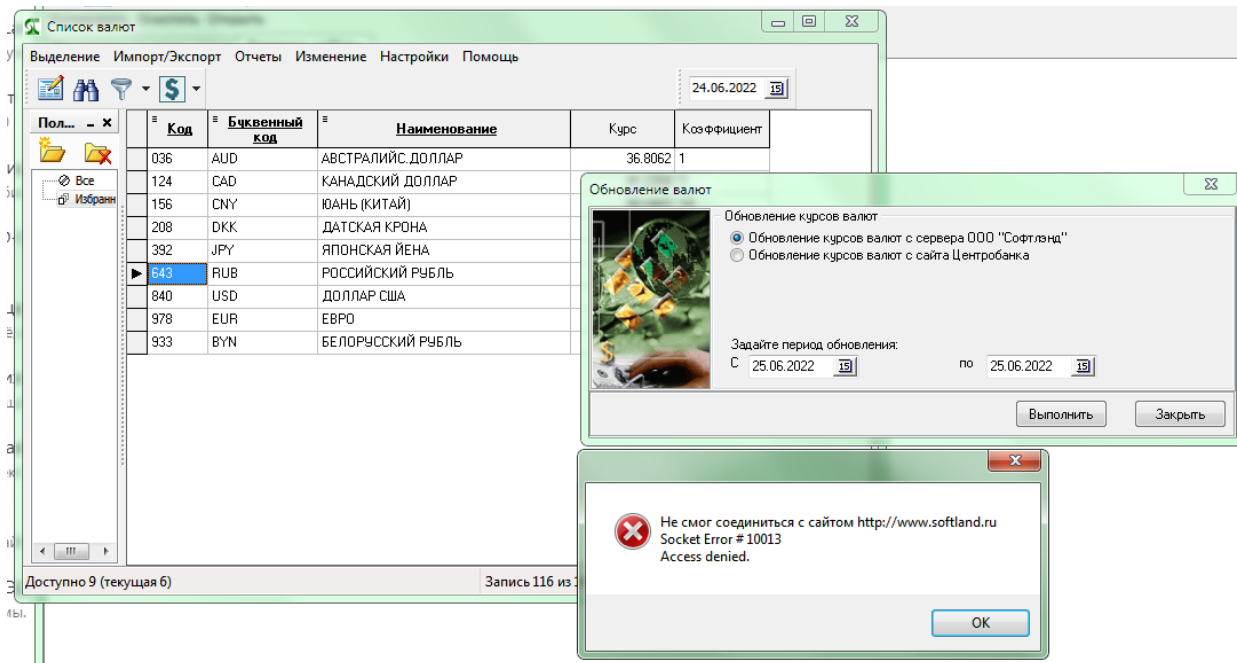 Список валют
Выделение Импорт/Экспорт Отчеты Изменение Настройки Помощь
24.06.2022 15
Пол...
Код Буквенный код Наименование Курс Коэффициент
Все
Избранн
036 AUD АВСТРАЛИЙС.ДОЛЛАР 36.8062 1
124 CAD КАНАДСКИЙ ДОЛЛАР
156 CNY ЮАНЬ (КИТАЙ)
208 DKK ДАТСКАЯ КРОНА
392 JPY ЯПОНСКАЯ ЙЕНА
643 RUB РОССИЙСКИЙ РУБЛЬ
840 USD ДОЛЛАР США
978 EUR ЕВРО
933 BYN БЕЛОРУССКИЙ РУБЛЬ
Доступно 9 (текущая 6) Запись 116 из
Обновление валют
Обновление курсов валют
Обновление курсов валют с сервера ООО "Софтлэнд"
Обновление курсов валют с сайта Центробанка
Задайте период обновления:
С 25.06.2022 15 по 25.06.2022 15
Выполнить Закрыть
Не смог соединиться с сайтом http://www.softland.ru
Socket Error # 10013
Access denied.
OK